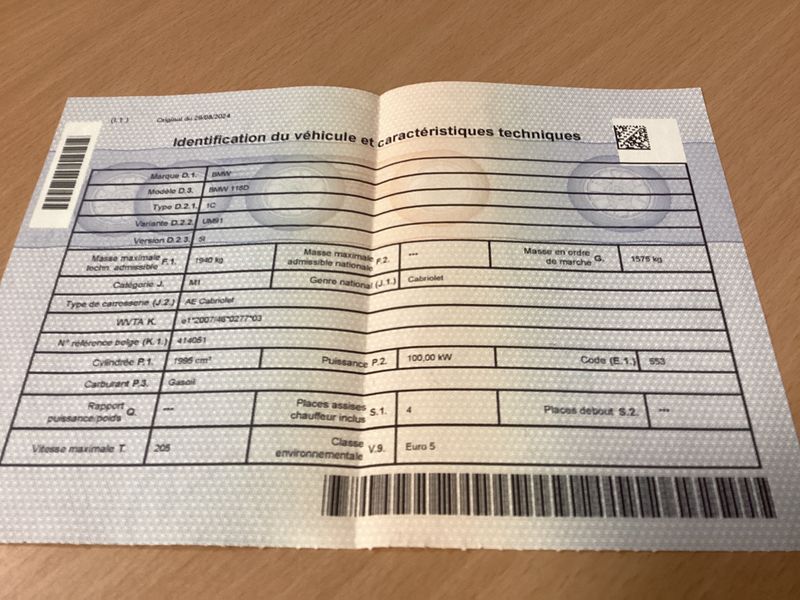 (I.1.) Original du 29/08/2024
Identification du véhicule et caractéristiques techniques
Marque D.1. BMW
Modèle D.3. BMW 118D
Type D.2.1. 1C
Variante D.2.2. UM91
Version D.2.3. 5I
Masse maximale techn. admissible F.1. 1940 kg Masse maximale admissible nationale F.2. --- Masse en ordre de marche G. 1575 kg
Catégorie J. M1 Genre national (J.1.) Cabriolet
Type de carrosserie (J.2.) AE Cabriolet
WVTA K. e1*2007/46*0277*03
N° référence belge (K.1.) 414051
Cylindrée P.1. 1995 cm³ Puissance P.2. 100,00 kW Code (E.1.) 653
Carburant P.3. Gasoil
Rapport puissance/poids Q. --- Places assises chauffeur inclus S.1. 4 Places debout S.2. ---
Vitesse maximale T. 205 Classe environnementale V.9. Euro 5